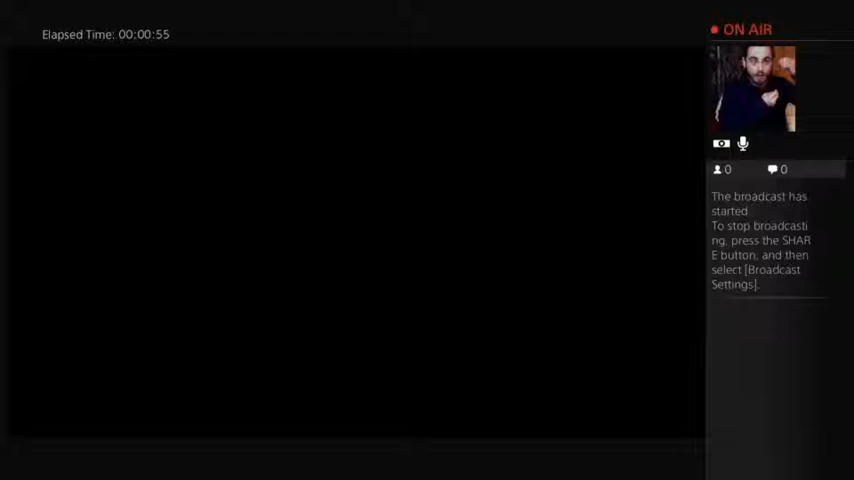 Elapsed Time: 00:00:55
ON AIR
0 0
The broadcast has
started
To stop broadcasti
ng, press the SHAR
E button, and then
select [Broadcast
Settings].